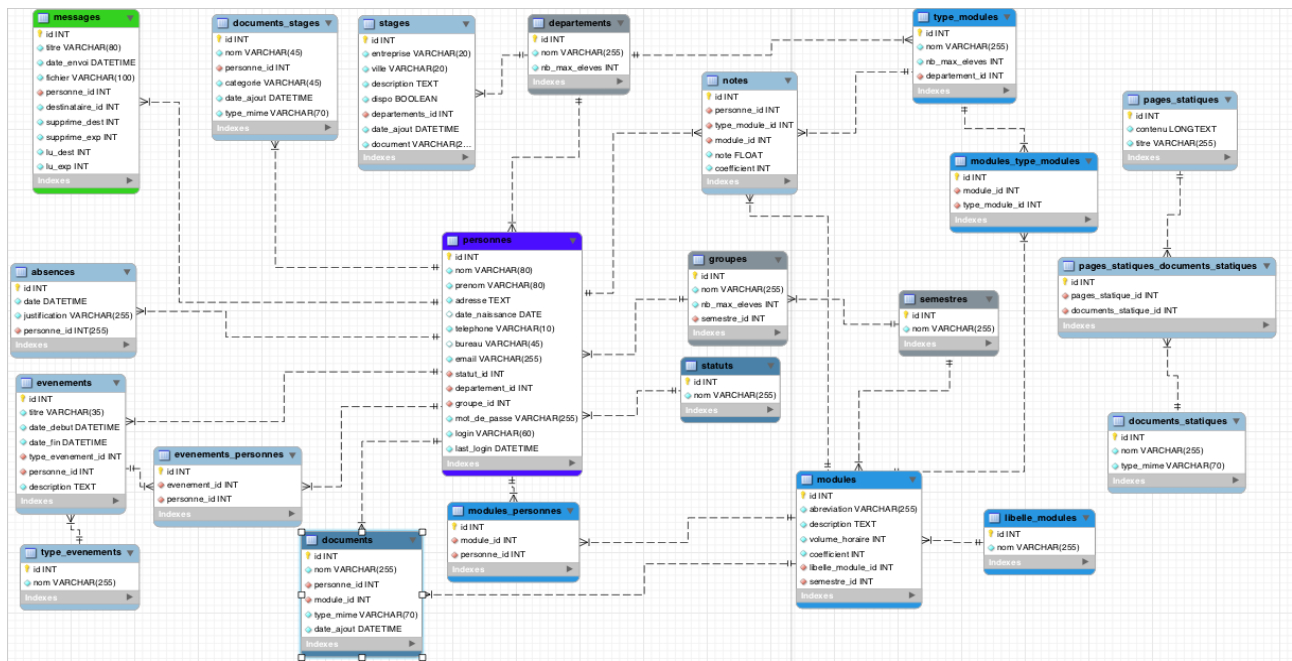 messages
id INT
titre VARCHAR(80)
date_envoi DATETIME
fichier VARCHAR(100)
personne_id INT
destinataire_id INT
supprime_dest INT
supprime_exp INT
lu_dest INT
lu_exp INT
Indexes
documents_stages
id INT
nom VARCHAR(45)
personne_id INT
categorie VARCHAR(45)
date_ajout DATETIME
type_mime VARCHAR(70)
Indexes
stages
id INT
entreprise VARCHAR(20)
ville VARCHAR(20)
description TEXT
dispo BOOLEAN
departements_id INT
date_ajout DATETIME
document VARCHAR(2...
Indexes
departements
id INT
nom VARCHAR(255)
nb_max_eleves INT
Indexes
type_modules
id INT
nom VARCHAR(255)
departement_id INT
Indexes
notes
id INT
personne_id INT
type_module_id INT
module_id INT
note FLOAT
coefficient INT
Indexes
pages_statiques
id INT
contenu LONGTEXT
titre VARCHAR(255)
Indexes
modules_type_modules
id INT
module_id INT
type_module_id INT
Indexes
personnes
id INT
nom VARCHAR(80)
prenom VARCHAR(80)
adresse TEXT
date_naissance DATE
telephone VARCHAR(10)
bureau VARCHAR(45)
email VARCHAR(255)
statut_id INT
departement_id INT
groupe_id INT
mot_de_passe VARCHAR(255)
login VARCHAR(60)
last_login DATETIME
Indexes
groupes
id INT
nom VARCHAR(255)
nb_max_eleves INT
semestre_id INT
Indexes
pages_statiques_documents_statiques
id INT
pages_statique_id INT
documents_statique_id INT
Indexes
absences
id INT
date DATETIME
justification VARCHAR(255)
personne_id INT(255)
Indexes
semestres
id INT
nom VARCHAR(255)
Indexes
statuts
id INT
nom VARCHAR(255)
Indexes
evenements
id INT
titre VARCHAR(35)
date_debut DATETIME
date_fin DATETIME
type_evenement_id INT
personne_id INT
description TEXT
Indexes
evenements_personnes
id INT
evenement_id INT
personne_id INT
Indexes
documents_statiques
id INT
nom VARCHAR(255)
type_mime VARCHAR(70)
Indexes
modules
id INT
abreviation VARCHAR(255)
description TEXT
volume_horaire INT
coefficient INT
libelle_module_id INT
semestre_id INT
Indexes
modules_personnes
id INT
module_id INT
personne_id INT
Indexes
libelle_modules
id INT
nom VARCHAR(255)
Indexes
documents
id INT
nom VARCHAR(255)
personne_id INT
module_id INT
type_mime VARCHAR(70)
date_ajout DATETIME
Indexes
type_evenements
id INT
nom VARCHAR(255)
Indexes